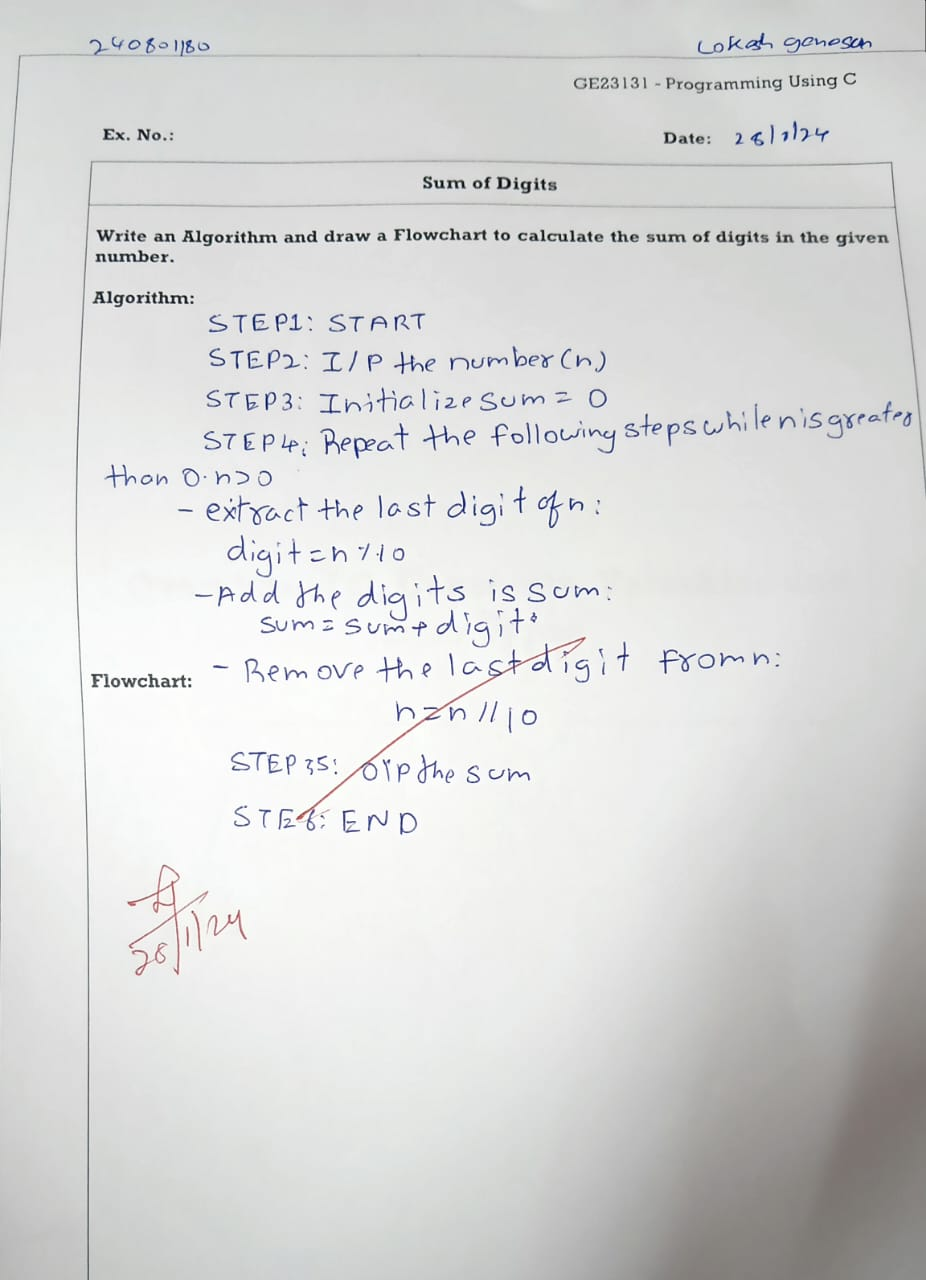 240801180
Lokesh ganesan
GE23131 - Programming Using C
Ex. No.:
Date: 28/1/24
Sum of Digits
Write an Algorithm and draw a Flowchart to calculate the sum of digits in the given
number.
Algorithm:
STEP1: START
STEP2: I/P the number (n)
STEP3: Initialize sum = 0
STEP4: Repeat the following steps while n is greater
than 0. n>0
- extract the last digit of n:
digit = n % 10
- Add the digits is sum:
sum = sum + digit
- Remove the last digit from n:
Flowchart:
n = n // 10
STEP 5: O/P the sum
STE6: END
28/1/24